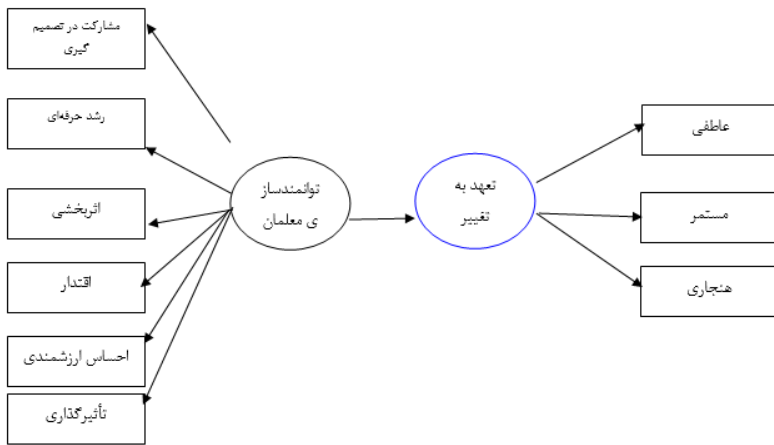 مشارکت در تصمیم
گیری
رشد حرفه‌ای
اثربخشی
اقتدار
احساس ارزشمندی
تأثیرگذاری
توانمندساز
ی معلمان
تعهد به
تغییر
عاطفی
مستمر
هنجاری